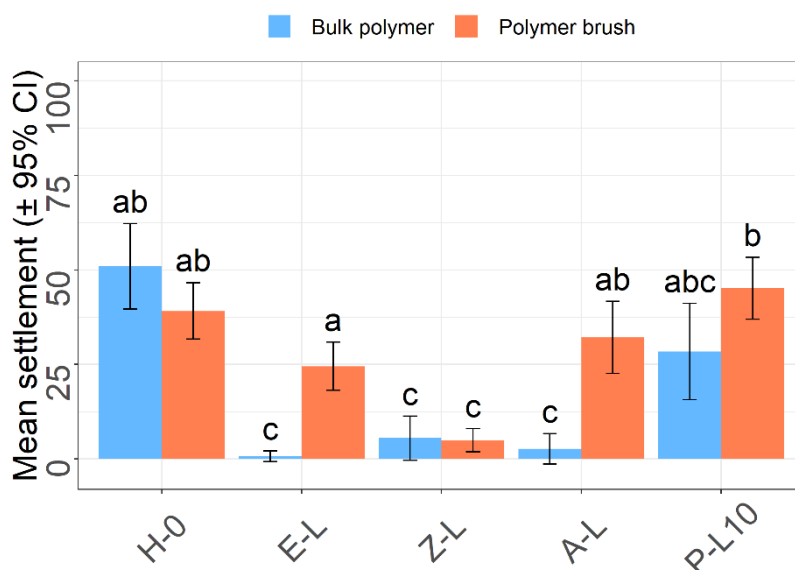 Bulk polymer Polymer brush
Mean settlement (± 95% CI)
100
75
50
25
0
ab
ab
c
a
c
c
c
ab
abc
b
H-0 E-L Z-L A-L P-L10